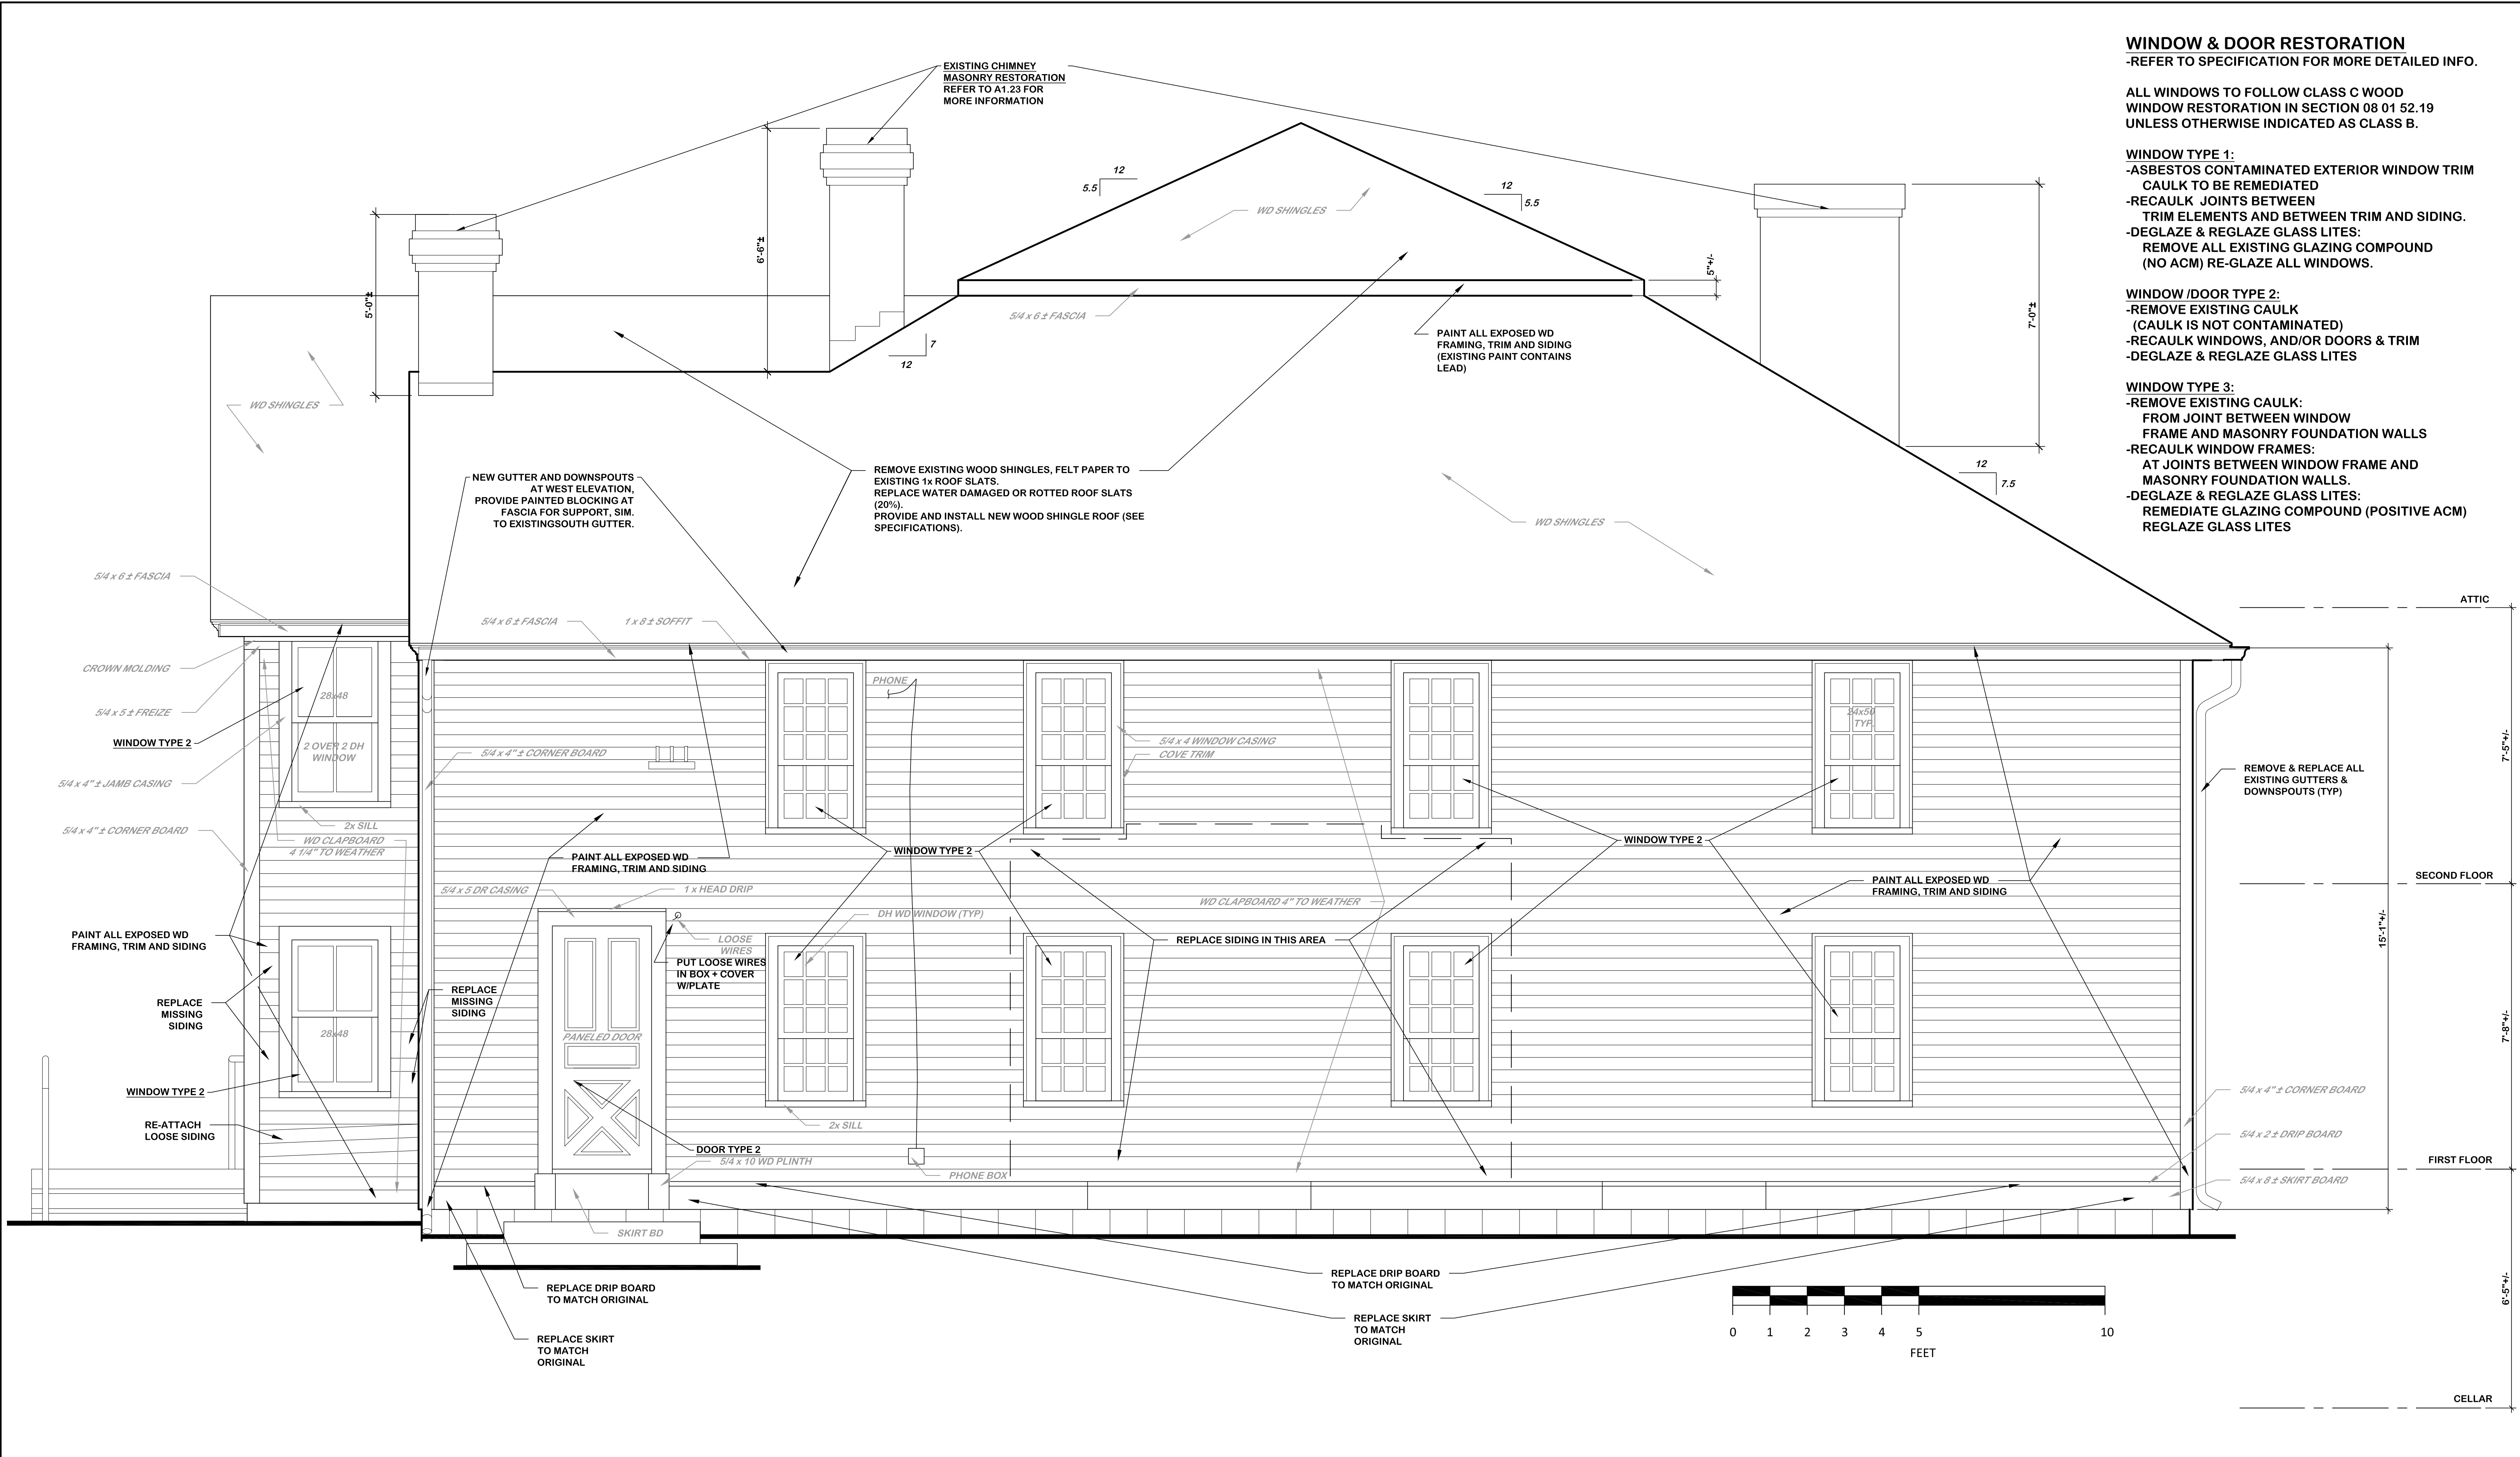 WINDOW & DOOR RESTORATION
-REFER TO SPECIFICATION FOR MORE DETAILED INFO.
ALL WINDOWS TO FOLLOW CLASS C WOOD
WINDOW RESTORATION IN SECTION 08 01 52.19
UNLESS OTHERWISE INDICATED AS CLASS B.
WINDOW TYPE 1:
-ASBESTOS CONTAMINATED EXTERIOR WINDOW TRIM
CAULK TO BE REMEDIATED
-RECAULK JOINTS BETWEEN
TRIM ELEMENTS AND BETWEEN TRIM AND SIDING.
-DEGLAZE & REGLAZE GLASS LITES:
REMOVE ALL EXISTING GLAZING COMPOUND
(NO ACM) RE-GLAZE ALL WINDOWS.
WINDOW /DOOR TYPE 2:
-REMOVE EXISTING CAULK
(CAULK IS NOT CONTAMINATED)
-RECAULK WINDOWS, AND/OR DOORS & TRIM
-DEGLAZE & REGLAZE GLASS LITES
WINDOW TYPE 3:
-REMOVE EXISTING CAULK:
FROM JOINT BETWEEN WINDOW
FRAME AND MASONRY FOUNDATION WALLS
-RECAULK WINDOW FRAMES:
AT JOINTS BETWEEN WINDOW FRAME AND
MASONRY FOUNDATION WALLS.
-DEGLAZE & REGLAZE GLASS LITES:
REMEDIATE GLAZING COMPOUND (POSITIVE ACM)
REGLAZE GLASS LITES
EXISTING CHIMNEY
MASONRY RESTORATION
REFER TO A1.23 FOR
MORE INFORMATION
12
5.5
12
5.5
WD SHINGLES
6'-6"±
5'-0"±
5"+/-
7'-0"±
5/4 x 6 ± FASCIA
PAINT ALL EXPOSED WD
FRAMING, TRIM AND SIDING
(EXISTING PAINT CONTAINS
LEAD)
7
12
WD SHINGLES
NEW GUTTER AND DOWNSPOUTS
AT WEST ELEVATION,
PROVIDE PAINTED BLOCKING AT
FASCIA FOR SUPPORT, SIM.
TO EXISTINGSOUTH GUTTER.
REMOVE EXISTING WOOD SHINGLES, FELT PAPER TO
EXISTING 1x ROOF SLATS.
REPLACE WATER DAMAGED OR ROTTED ROOF SLATS
(20%).
PROVIDE AND INSTALL NEW WOOD SHINGLE ROOF (SEE
SPECIFICATIONS).
12
7.5
WD SHINGLES
5/4 x 6 ± FASCIA
5/4 x 6 ± FASCIA
1 x 8 ± SOFFIT
ATTIC
CROWN MOLDING
PHONE
28x48
5/4 x 5 ± FREIZE
24x50
TYP.
WINDOW TYPE 2
2 OVER 2 DH
WINDOW
5/4 x 4" ± CORNER BOARD
5/4 x 4 WINDOW CASING
COVE TRIM
7'-5"+/-
REMOVE & REPLACE ALL
EXISTING GUTTERS &
DOWNSPOUTS (TYP)
5/4 x 4" ± JAMB CASING
2x SILL
5/4 x 4" ± CORNER BOARD
WD CLAPBOARD
4 1/4" TO WEATHER
WINDOW TYPE 2
WINDOW TYPE 2
PAINT ALL EXPOSED WD
FRAMING, TRIM AND SIDING
SECOND FLOOR
PAINT ALL EXPOSED WD
FRAMING, TRIM AND SIDING
5/4 x 5 DR CASING
1 x HEAD DRIP
WD CLAPBOARD 4" TO WEATHER
DH WD WINDOW (TYP)
15'-1"+/-
PAINT ALL EXPOSED WD
FRAMING, TRIM AND SIDING
LOOSE
WIRES
REPLACE SIDING IN THIS AREA
PUT LOOSE WIRES
IN BOX + COVER
W/PLATE
REPLACE
MISSING
SIDING
REPLACE
MISSING
SIDING
28x48
PANELED DOOR
7'-8"+/-
WINDOW TYPE 2
5/4 x 4" ± CORNER BOARD
RE-ATTACH
LOOSE SIDING
2x SILL
5/4 x 2 ± DRIP BOARD
DOOR TYPE 2
5/4 x 10 WD PLINTH
FIRST FLOOR
PHONE BOX
5/4 x 8 ± SKIRT BOARD
SKIRT BD
REPLACE DRIP BOARD
TO MATCH ORIGINAL
REPLACE DRIP BOARD
TO MATCH ORIGINAL
6'-5"+/-
REPLACE SKIRT
TO MATCH
ORIGINAL
REPLACE SKIRT
TO MATCH
ORIGINAL
0 1 2 3 4 5 10
FEET
CELLAR